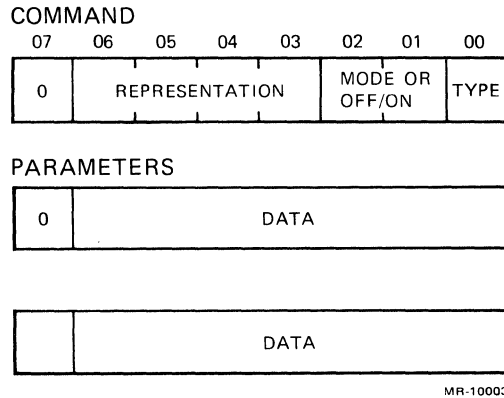 COMMAND
07 06 05 04 03 02 01 00
0 REPRESENTATION MODE OR OFF/ON TYPE
PARAMETERS
0 DATA
DATA
MR-10003